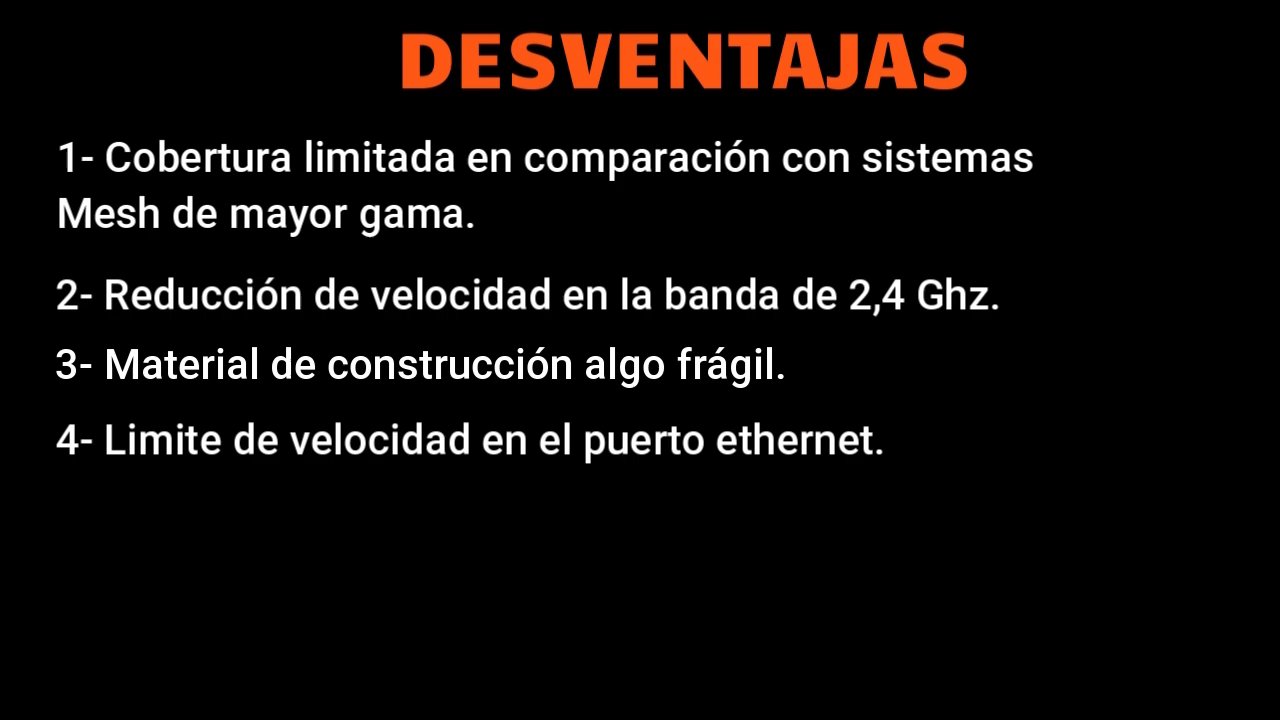 DESVENTAJAS
1- Cobertura limitada en comparación con sistemas
Mesh de mayor gama.
2- Reducción de velocidad en la banda de 2,4 Ghz.
3- Material de construcción algo frágil.
4- Limite de velocidad en el puerto ethernet.